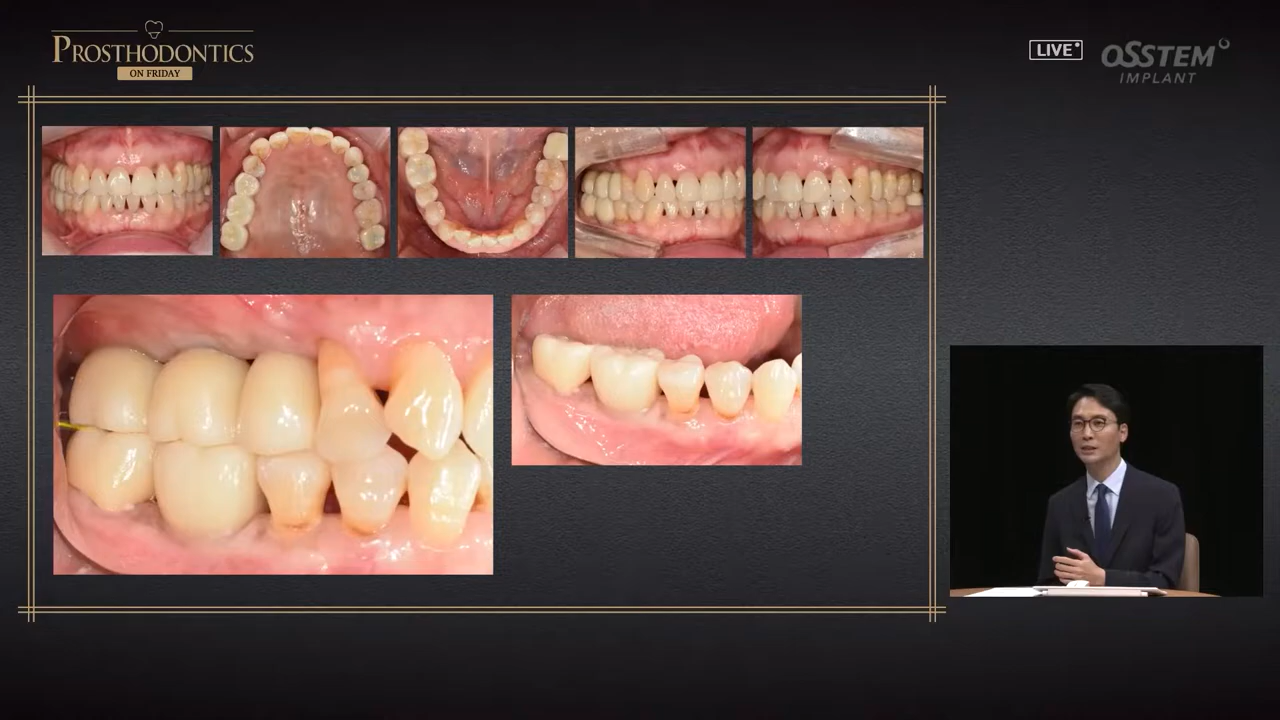 PROSTHODONTICS
ON FRIDAY
LIVE
OSSTEM
IMPLANT